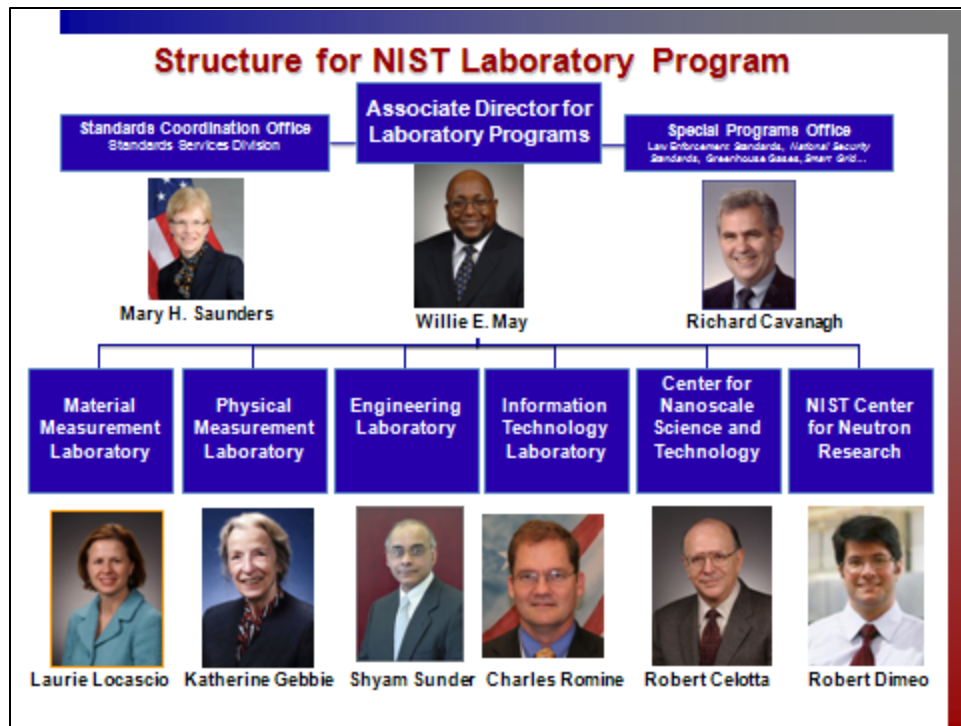 Structure for NIST Laboratory Program
Standards Coordination Office
Standards Services Division
Associate Director for
Laboratory Programs
Special Programs Office
Law Enforcement Standards, National Security
Standards, Greenhouse Gases, Smart Grid...
Mary H. Saunders
Willie E. May
Richard Cavanagh
Material
Measurement
Laboratory
Physical
Measurement
Laboratory
Engineering
Laboratory
Information
Technology
Laboratory
Center for
Nanoscale
Science and
Technology
NIST Center
for Neutron
Research
Laurie Locascio
Katherine Gebbie
Shyam Sunder
Charles Romine
Robert Celotta
Robert Dimeo